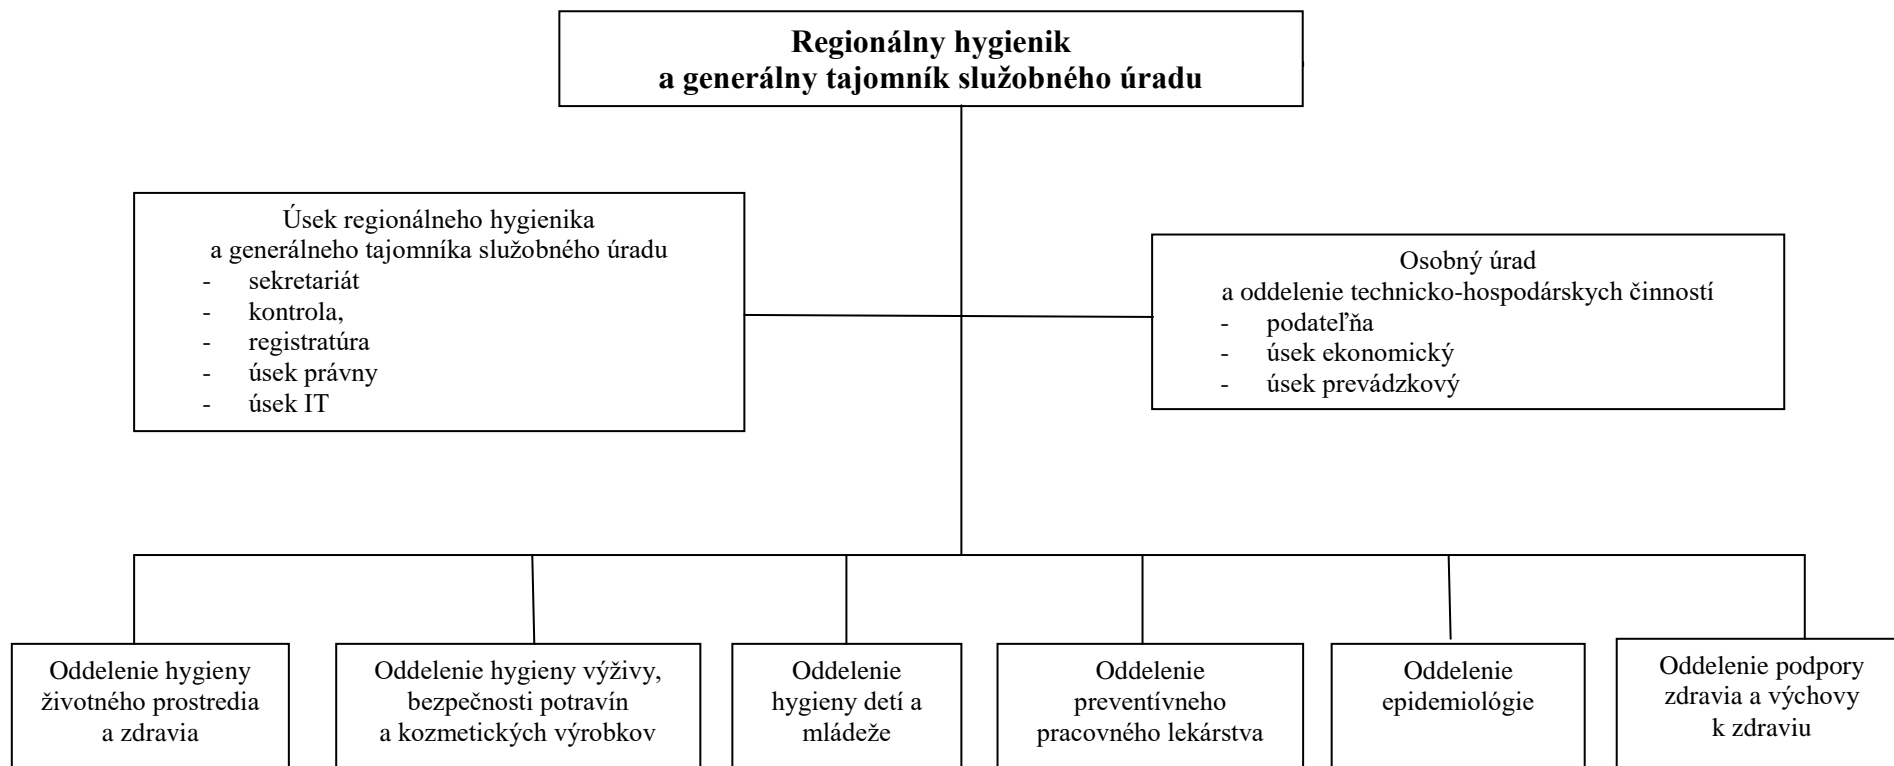 Regionálny hygienik
a generálny tajomník služobného úradu
Úsek regionálneho hygienika
a generálneho tajomníka služobného úradu
- sekretariát
- kontrola,
- registratúra
- úsek právny
- úsek IT
Osobný úrad
a oddelenie technicko-hospodárskych činností
- podateľňa
- úsek ekonomický
- úsek prevádzkový
Oddelenie hygieny
životného prostredia
a zdravia
Oddelenie hygieny výživy,
bezpečnosti potravín
a kozmetických výrobkov
Oddelenie
hygieny detí a
mládeže
Oddelenie
preventívneho
pracovného lekárstva
Oddelenie
epidemiológie
Oddelenie podpory
zdravia a výchovy
k zdraviu